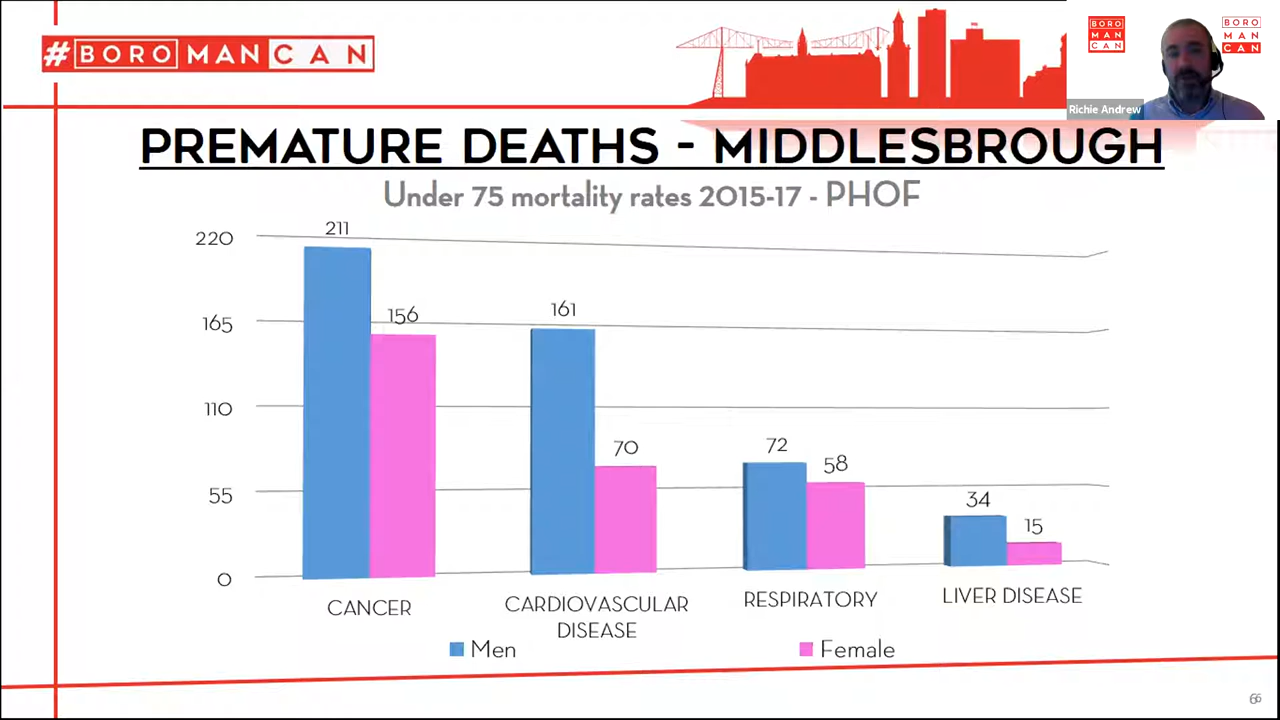 #BOROMANCAN
BORO
MAN
CAN
BORO
MAN
CAN
Richie Andrew
PREMATURE DEATHS - MIDDLESBROUGH
Under 75 mortality rates 2015-17 - PHOF
220
165
110
55
0
211
156
161
70
72
58
34
15
CANCER
CARDIOVASCULAR
DISEASE
RESPIRATORY
LIVER DISEASE
Men
Female